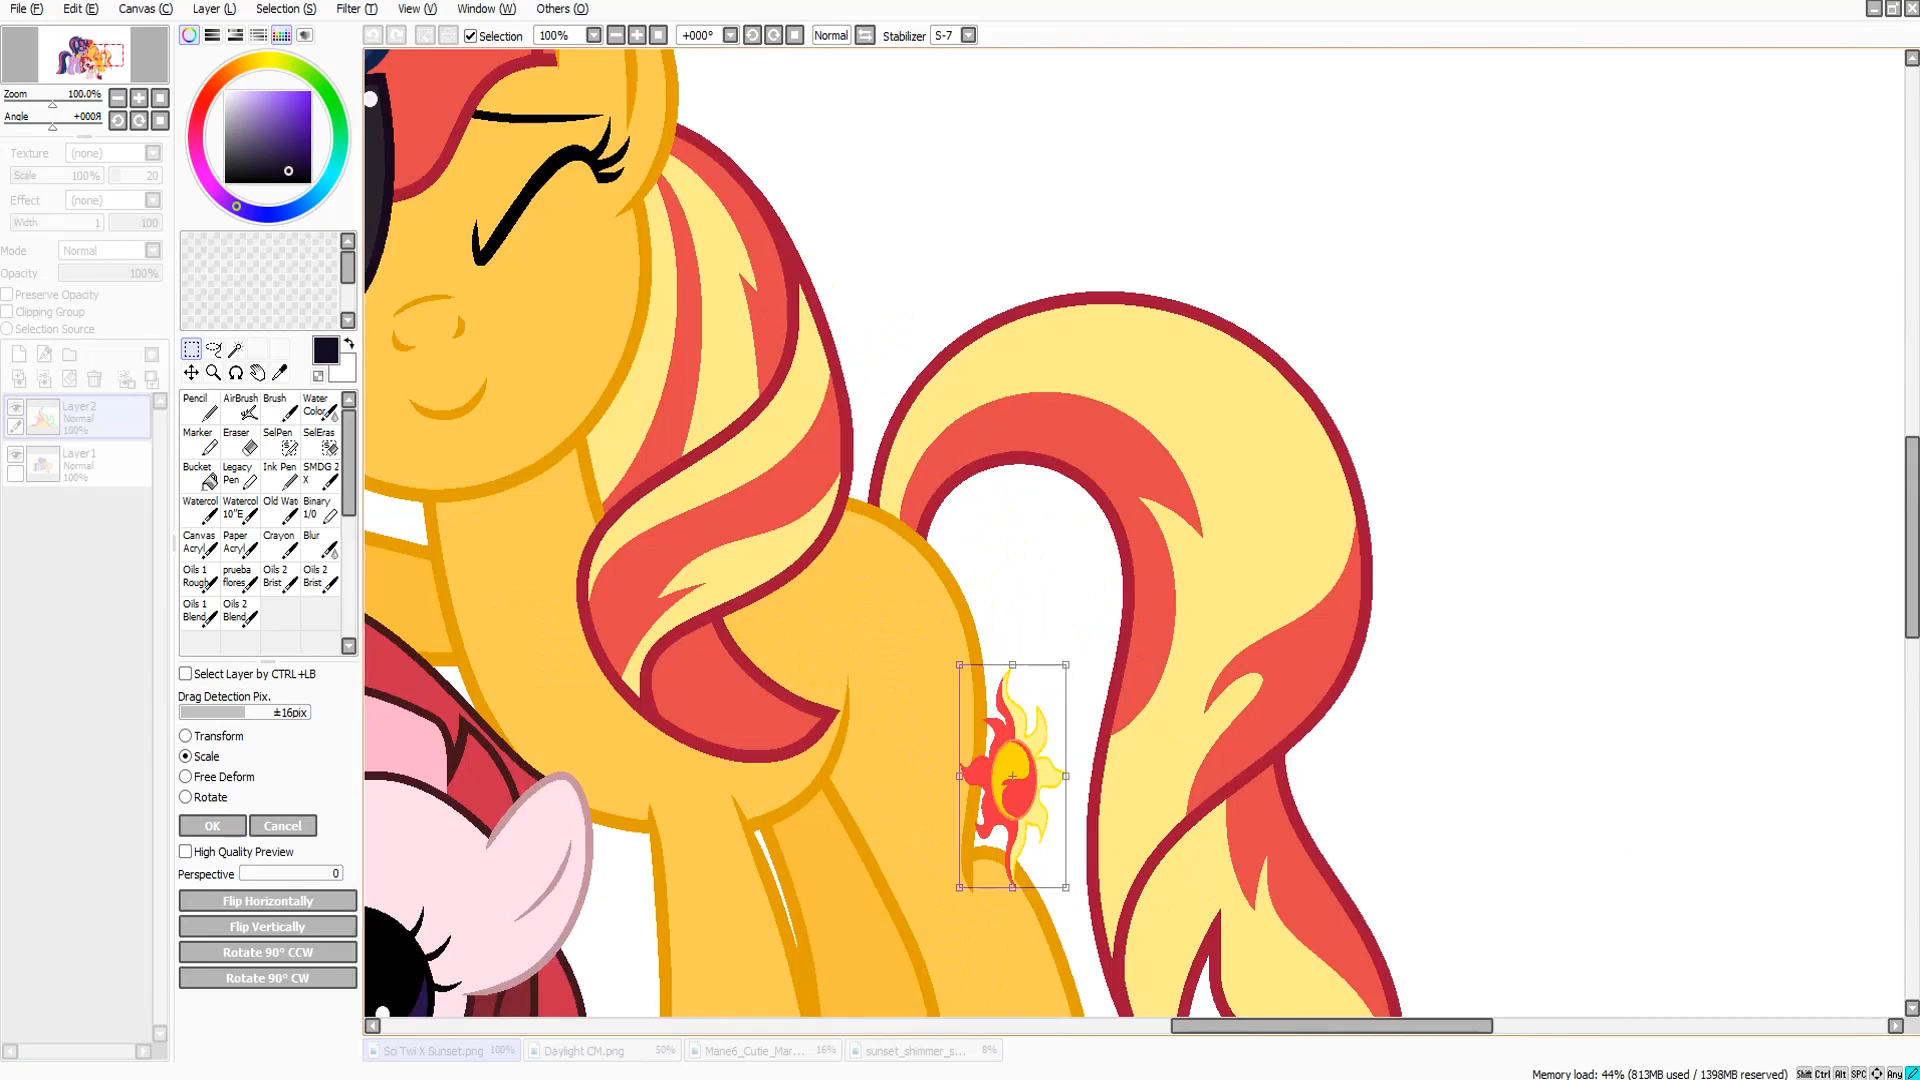 File (F) Edit (E) Canvas (C) Layer (L) Selection (S) Filter (T) View (V) Window (W) Others (O)
Selection 100% +000° Normal Stabilizer S-7
Zoom 100.0%
Angle +000Я
Texture (none)
Scale 100% 20
Effect (none)
Width 1 100
Mode Normal
Opacity 100%
Preserve Opacity
Clipping Group
Selection Source
Layer2
Normal
100%
Layer1
Normal
100%
Pencil AirBrush Brush Water Color
Marker Eraser SelPen SelEras
Bucket Legacy Pen Ink Pen SMDG 2 X
Watercol Watercol 10"E Old Wat Binary 1/0
Canvas Acryl Paper Acryl Crayon Blur
Oils 1 Rough prueba flores Oils 2 Brist Oils 2 Brist
Oils 1 Blend Oils 2 Blend
Select Layer by CTRL+LB
Drag Detection Pix.
±16pix
Transform
Scale
Free Deform
Rotate
OK Cancel
High Quality Preview
Perspective 0
Flip Horizontally
Flip Vertically
Rotate 90° CCW
Rotate 90° CW
So Twi X Sunset.png 100% Daylight CM.png 50% Mane6_Cutie_Mar... 16% sunset_shimmer_s... 8%
Memory load: 44% (813MB used / 1398MB reserved) Shift Ctrl Alt SPC Any